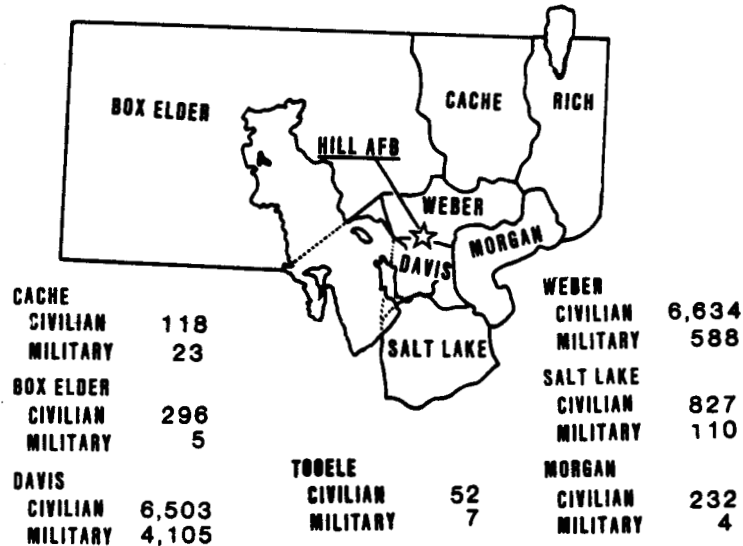 BOX ELDER
CACHE
RICH
HILL AFB
WEBER
MORGAN
DAVIS
SALT LAKE
CACHE
CIVILIAN 118
MILITARY 23
BOX ELDER
CIVILIAN 296
MILITARY 5
DAVIS
CIVILIAN 6,503
MILITARY 4,105
TOOELE
CIVILIAN 52
MILITARY 7
WEBER
CIVILIAN 6,634
MILITARY 588
SALT LAKE
CIVILIAN 827
MILITARY 110
MORGAN
CIVILIAN 232
MILITARY 4